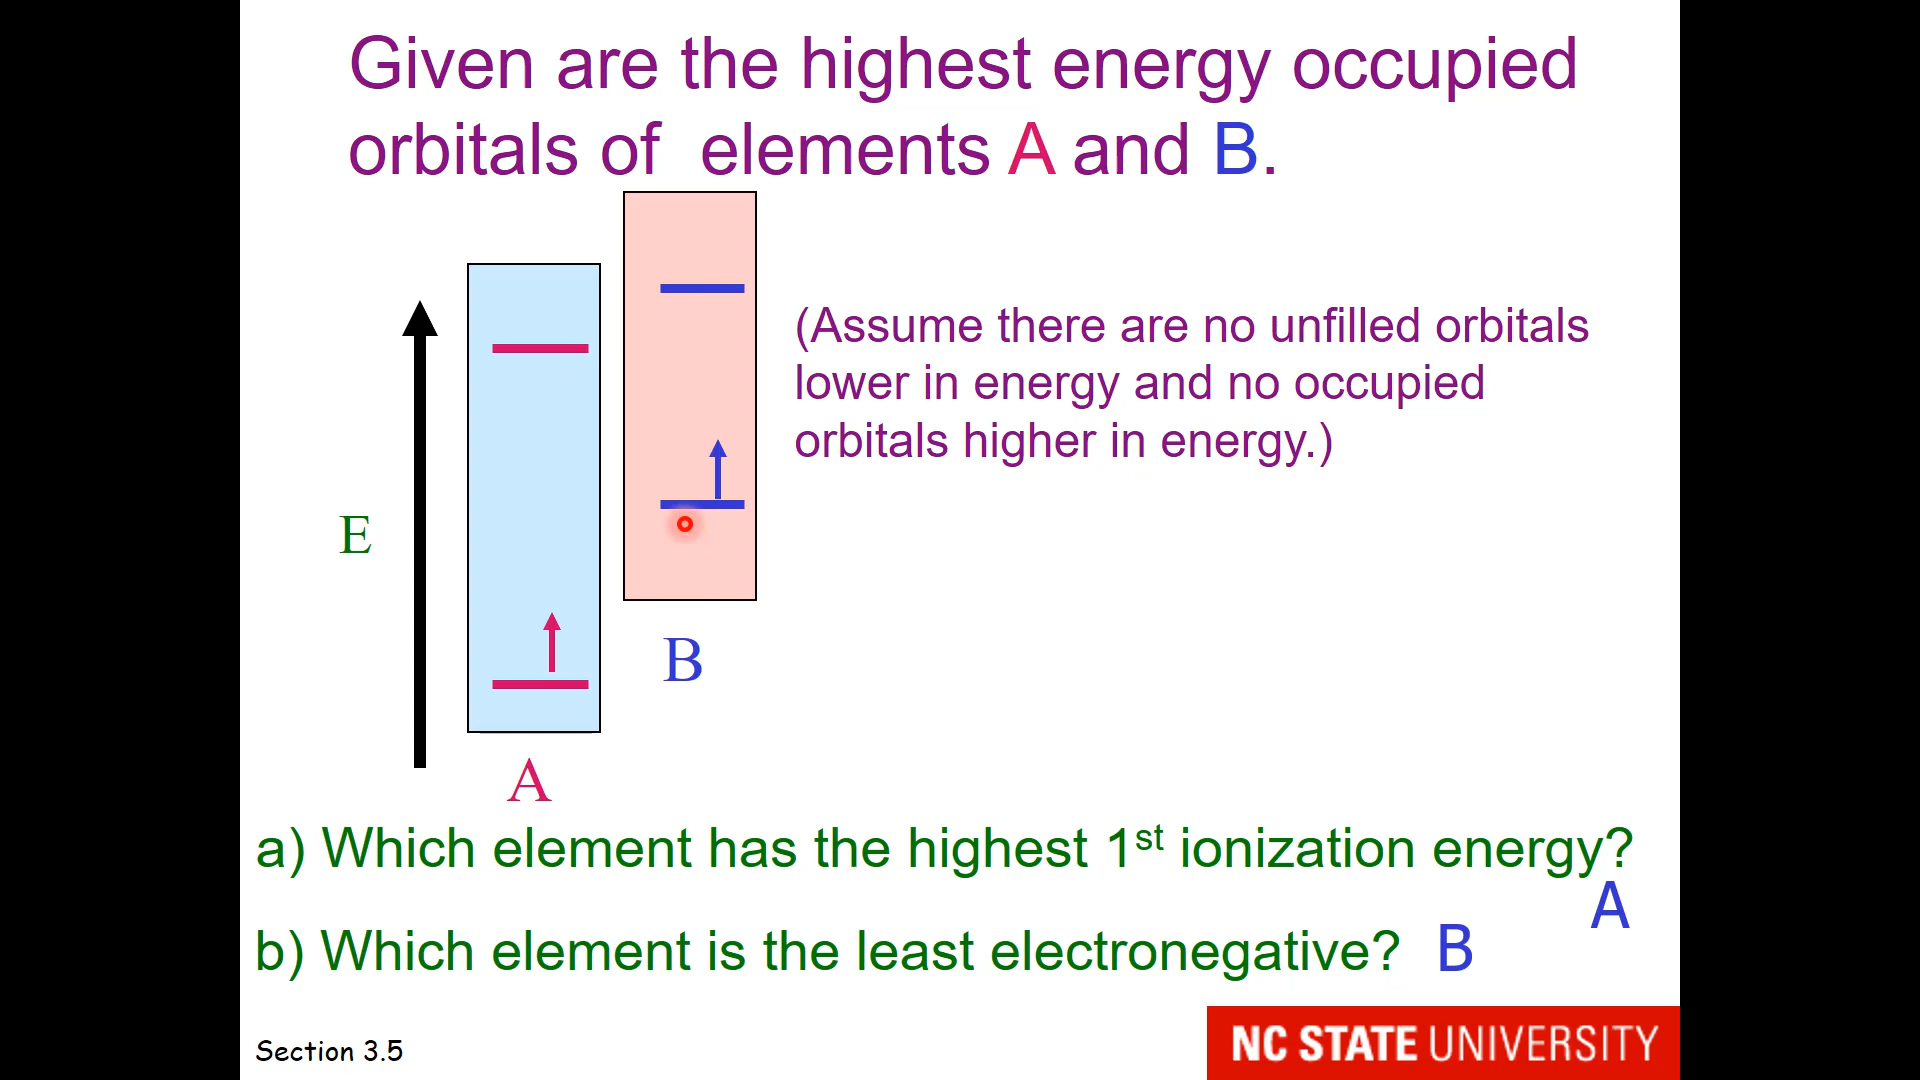 Given are the highest energy occupied
orbitals of elements A and B.
(Assume there are no unfilled orbitals
lower in energy and no occupied
orbitals higher in energy.)
E
B
A
a) Which element has the highest 1st ionization energy?
A
b) Which element is the least electronegative? B
Section 3.5
NC STATE UNIVERSITY